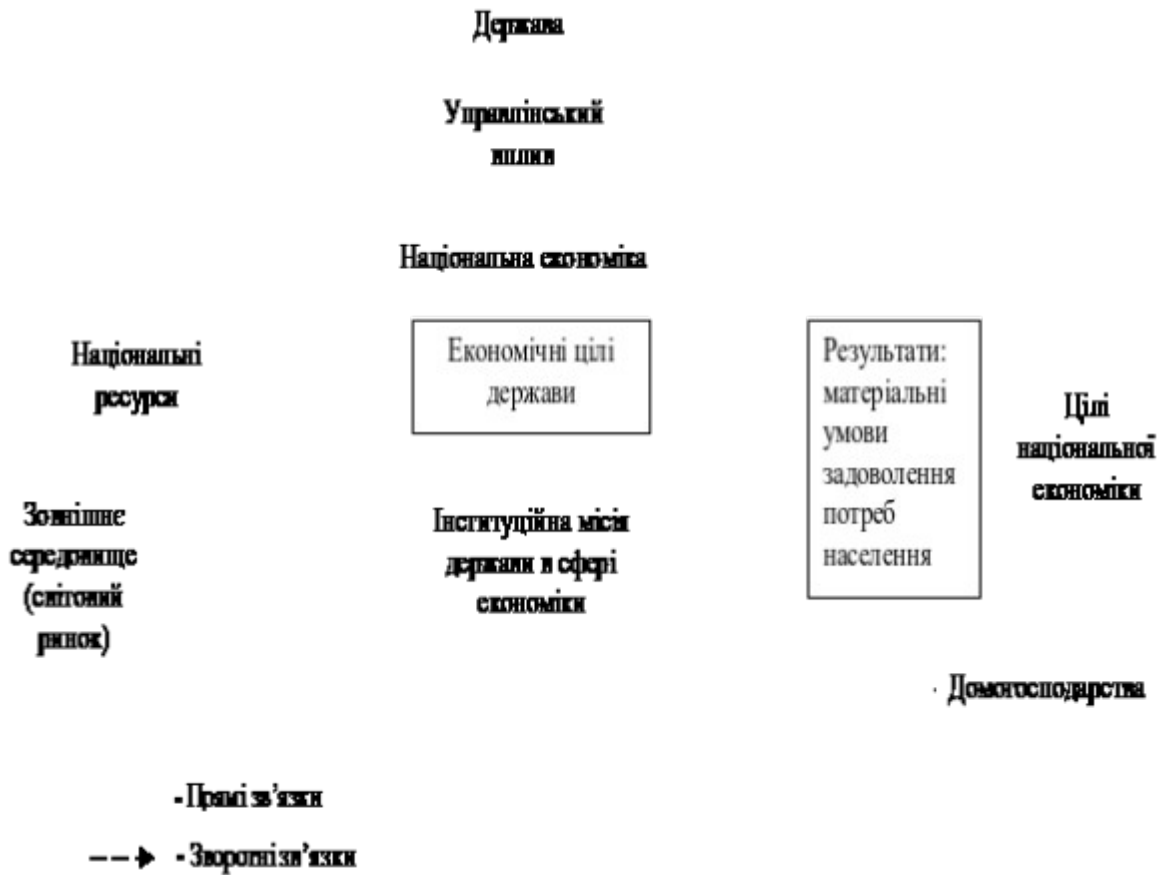 Держава
Управлінський
вплив
Національна економіка
Національні
ресурси
Економічні цілі
держави
Результати:
матеріальні
умови
задоволення
потреб
населення
Цілі
національної
економіки
Зовнішнє
середовище
(світовий
ринок)
Інституційна місія
держави в сфері
економіки
Домогосподарства
- Прямі зв’язки
- Зворотні зв’язки